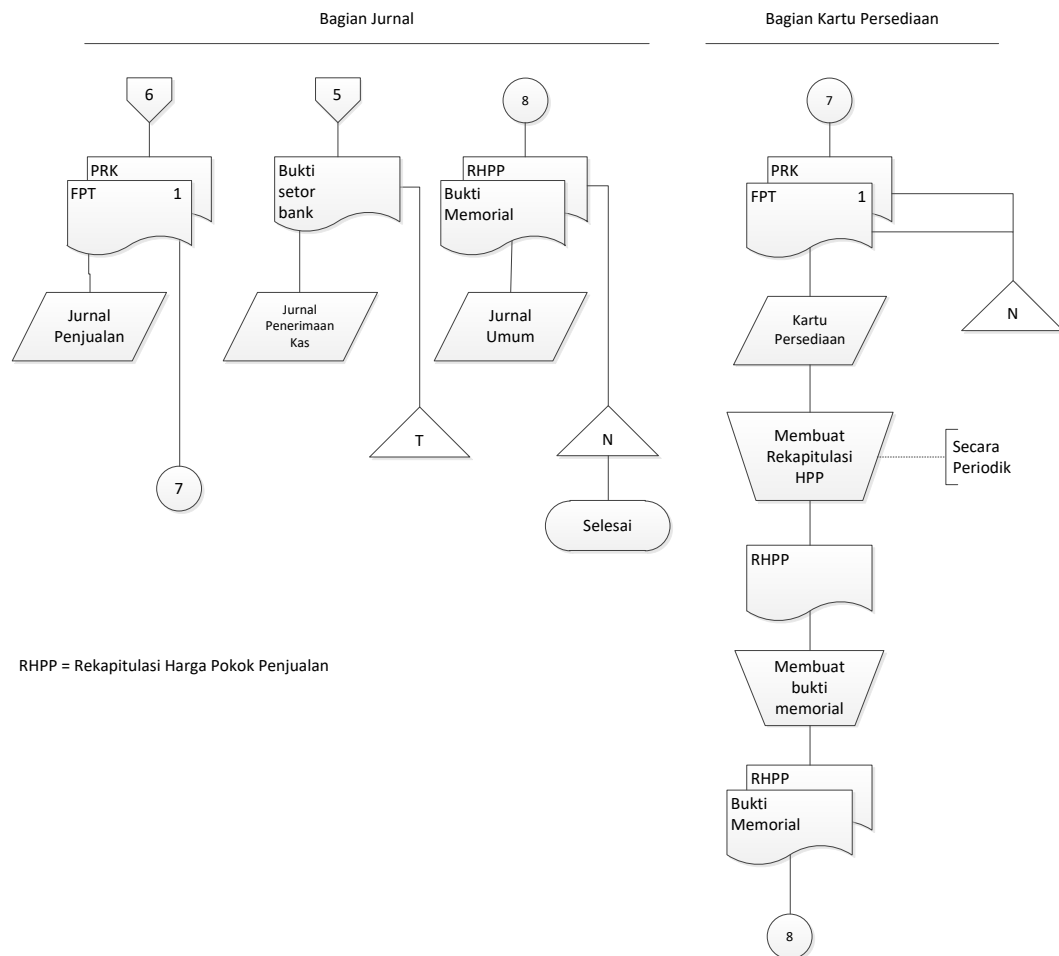 Bagian Jurnal
6
PRK
FPT 1
Jurnal
Penjualan
7
5
Bukti
setor
bank
Jurnal
Penerimaan
Kas
T
8
RHPP
Bukti
Memorial
Jurnal
Umum
N
Selesai
RHPP = Rekapitulasi Harga Pokok Penjualan
Bagian Kartu Persediaan
7
PRK
FPT 1
N
Kartu
Persediaan
Membuat
Rekapitulasi
HPP
Secara
Periodik
RHPP
Membuat
bukti
memorial
RHPP
Bukti
Memorial
8